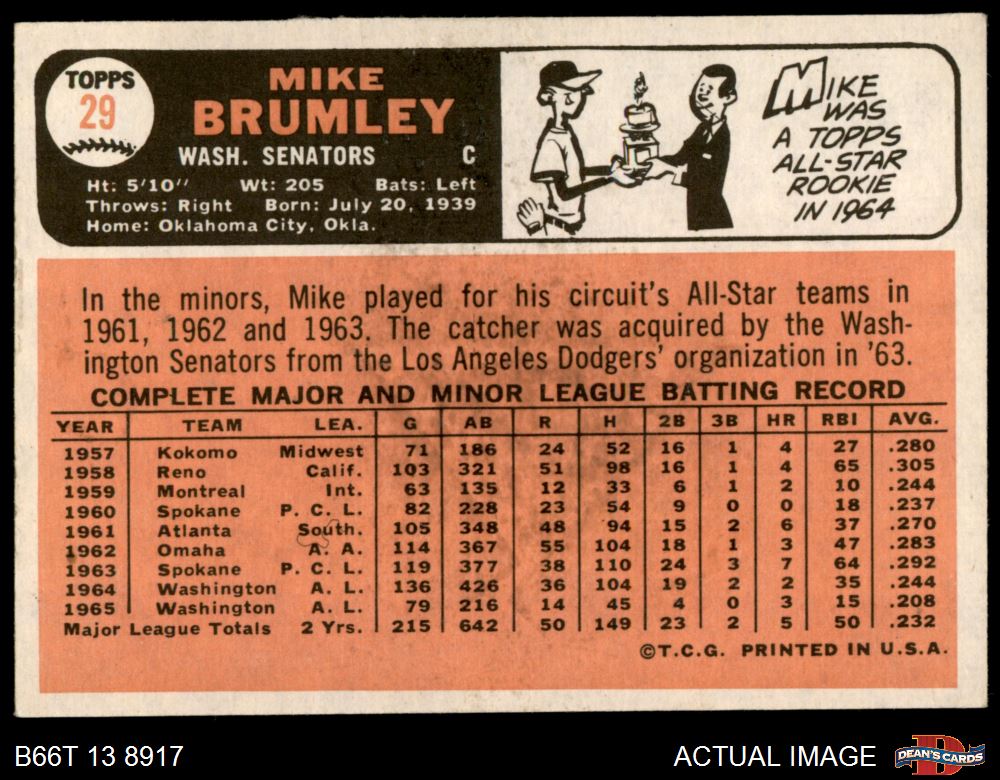 TOPPS
29
MIKE
BRUMLEY
WASH. SENATORS C
Ht: 5'10" Wt: 205 Bats: Left
Throws: Right Born: July 20, 1939
Home: Oklahoma City, Okla.
MIKE
WAS
A TOPPS
ALL-STAR
ROOKIE
IN 1964
In the minors, Mike played for his circuit's All-Star teams in
1961, 1962 and 1963. The catcher was acquired by the Wash-
ington Senators from the Los Angeles Dodgers' organization in '63.
COMPLETE MAJOR AND MINOR LEAGUE BATTING RECORD
YEAR TEAM LEA. G AB R H 2B 3B HR RBI AVG.
1957 Kokomo Midwest 71 186 24 52 16 1 4 27 .280
1958 Reno Calif. 103 321 51 98 16 1 4 65 .305
1959 Montreal Int. 63 135 12 33 6 1 2 10 .244
1960 Spokane P. C. L. 82 228 23 54 9 0 0 18 .237
1961 Atlanta South. 105 348 48 94 15 2 6 37 .270
1962 Omaha A. A. 114 367 55 104 18 1 3 47 .283
1963 Spokane P. C. L. 119 377 38 110 24 3 7 64 .292
1964 Washington A. L. 136 426 36 104 19 2 2 35 .244
1965 Washington A. L. 79 216 14 45 4 0 3 15 .208
Major League Totals 2 Yrs. 215 642 50 149 23 2 5 50 .232
©T.C.G. PRINTED IN U.S.A.
B66T 13 8917
ACTUAL IMAGE
D
DEAN'S CARDS